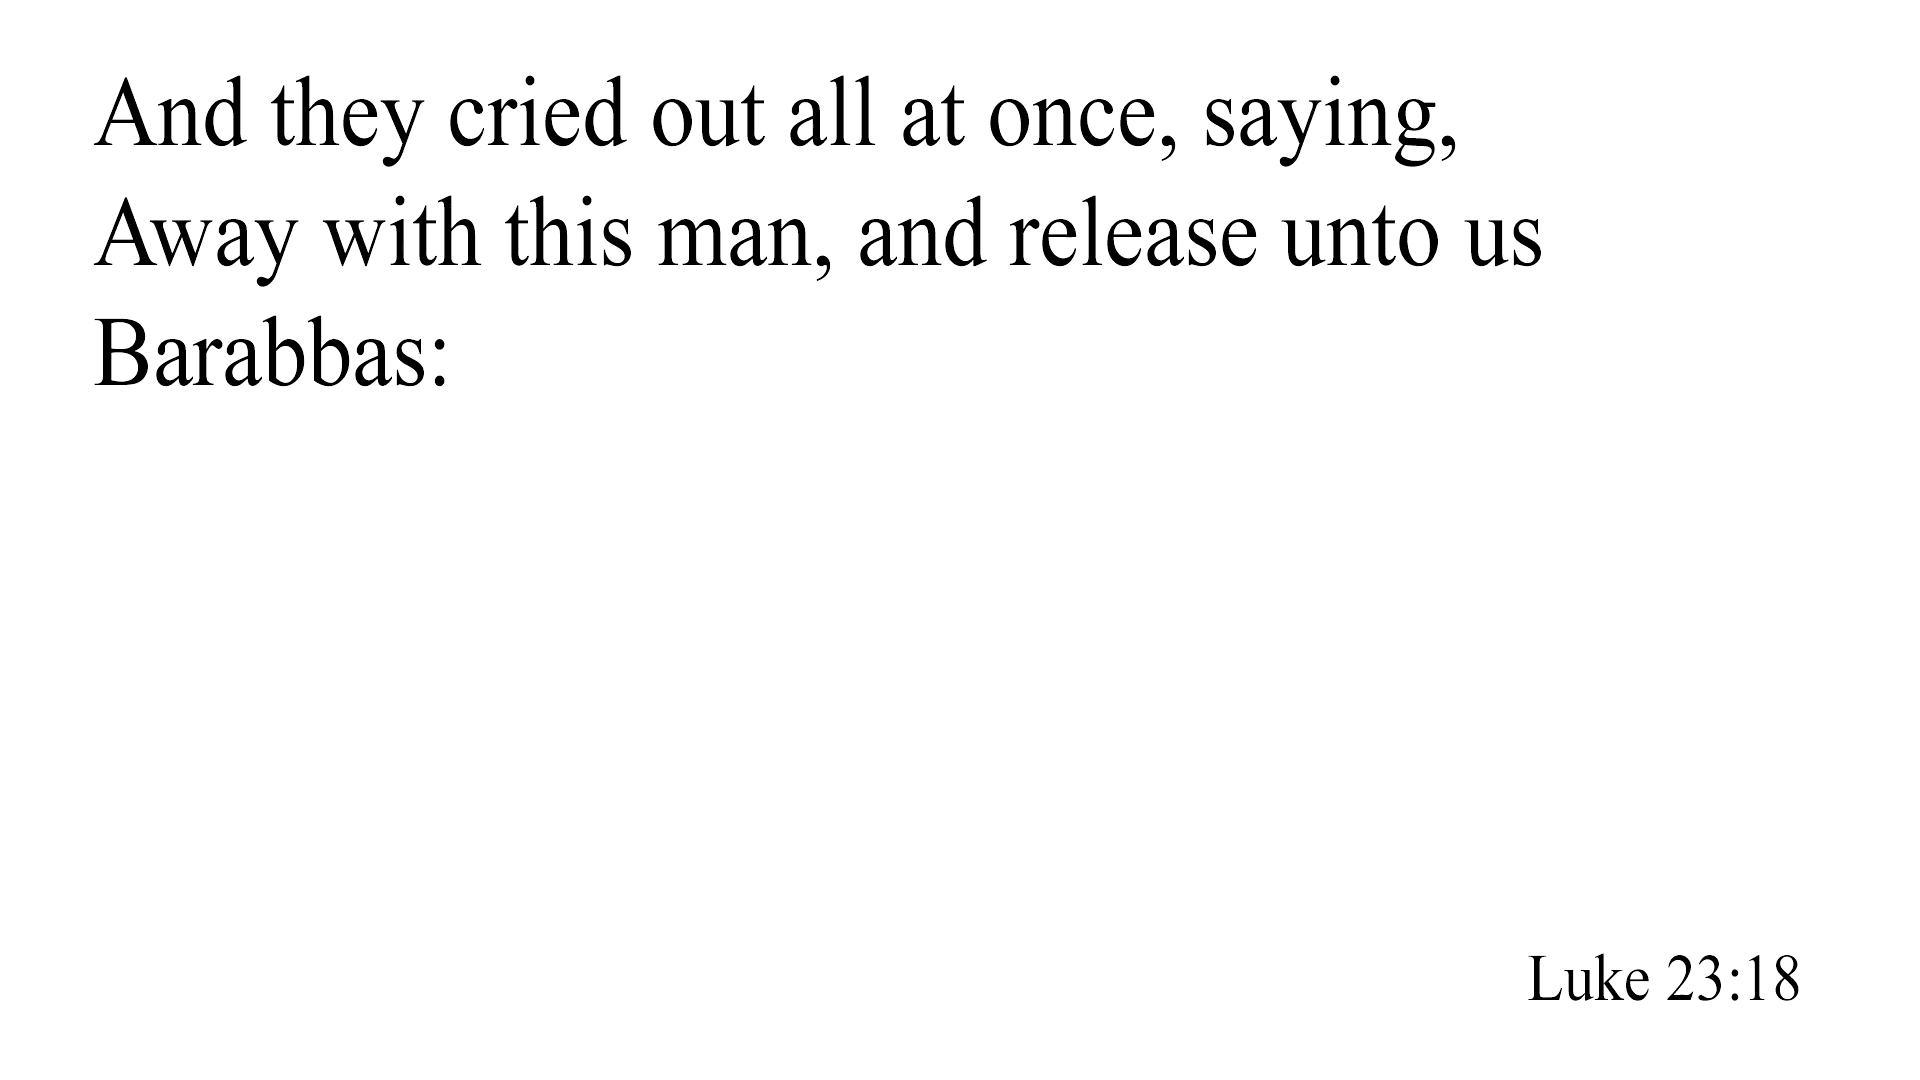 And they cried out all at once, saying,
Away with this man, and release unto us
Barabbas:
Luke 23:18